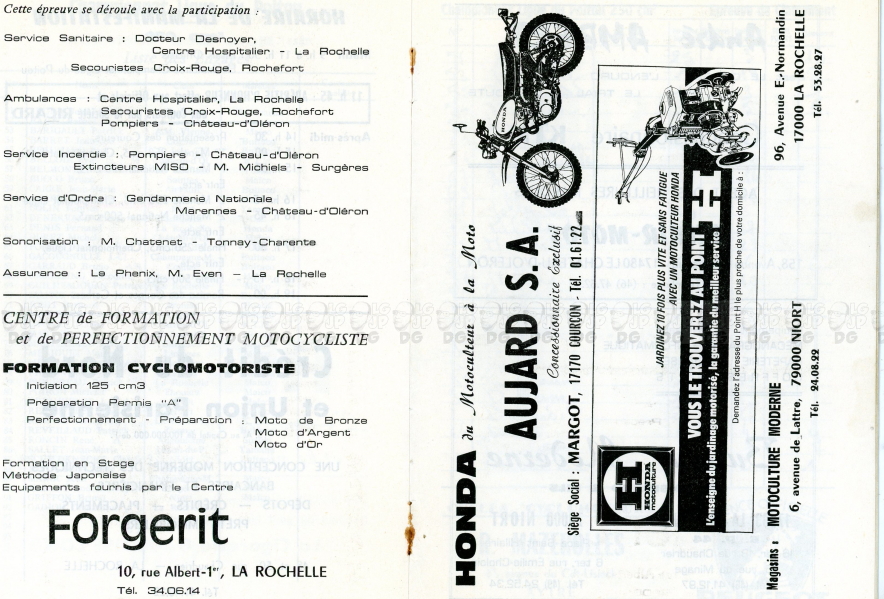 Cette épreuve se déroule avec la participation :
Service Sanitaire : Docteur Desnoyer,
Centre Hospitalier - La Rochelle
Secouristes Croix-Rouge, Rochefort
Ambulances : Centre Hospitalier, La Rochelle
Secouristes Croix-Rouge, Rochefort
Pompiers - Château-d'Oléron
Service Incendie : Pompiers - Château-d'Oléron
Extincteurs MISO - M. Michiels - Surgères
Service d'Ordre : Gendarmerie Nationale
Marennes - Château-d'Oléron
Sonorisation : M. Chatenet - Tonnay-Charente
Assurance : Le Phenix, M. Even - La Rochelle
CENTRE de FORMATION
et de PERFECTIONNEMENT MOTOCYCLISTE
FORMATION CYCLOMOTORISTE
Initiation 125 cm3
Préparation Permis "A"
Perfectionnement - Préparation : Moto de Bronze
Moto d'Argent
Moto d'Or
Formation en Stage
Méthode Japonaise
Equipements fournis par le Centre
Forgerit
10, rue Albert-1er, LA ROCHELLE
Tél. 34.06.14
HONDA du Motoculteur à la Moto
HONDA
AUJARD S.A.
Concessionnaire Exclusif
Siège Social : MARGOT, 17170 COURÇON - Tél. 01.61.22
HONDA
motoculture
JARDINEZ 10 FOIS PLUS VITE ET SANS FATIGUE
AVEC UN MOTOCULTEUR HONDA
VOUS LE TROUVEREZ AU POINT H
L'enseigne du jardinage motorisé, la garantie du meilleur service
Demandez l'adresse du Point H le plus proche de votre domicile à :
Magasins : MOTOCULTURE MODERNE
6, avenue de Lattre, 79000 NIORT
Tél. 24.08.22
96, Avenue E.-Normandin
17000 LA ROCHELLE
Tél. 53.28.27